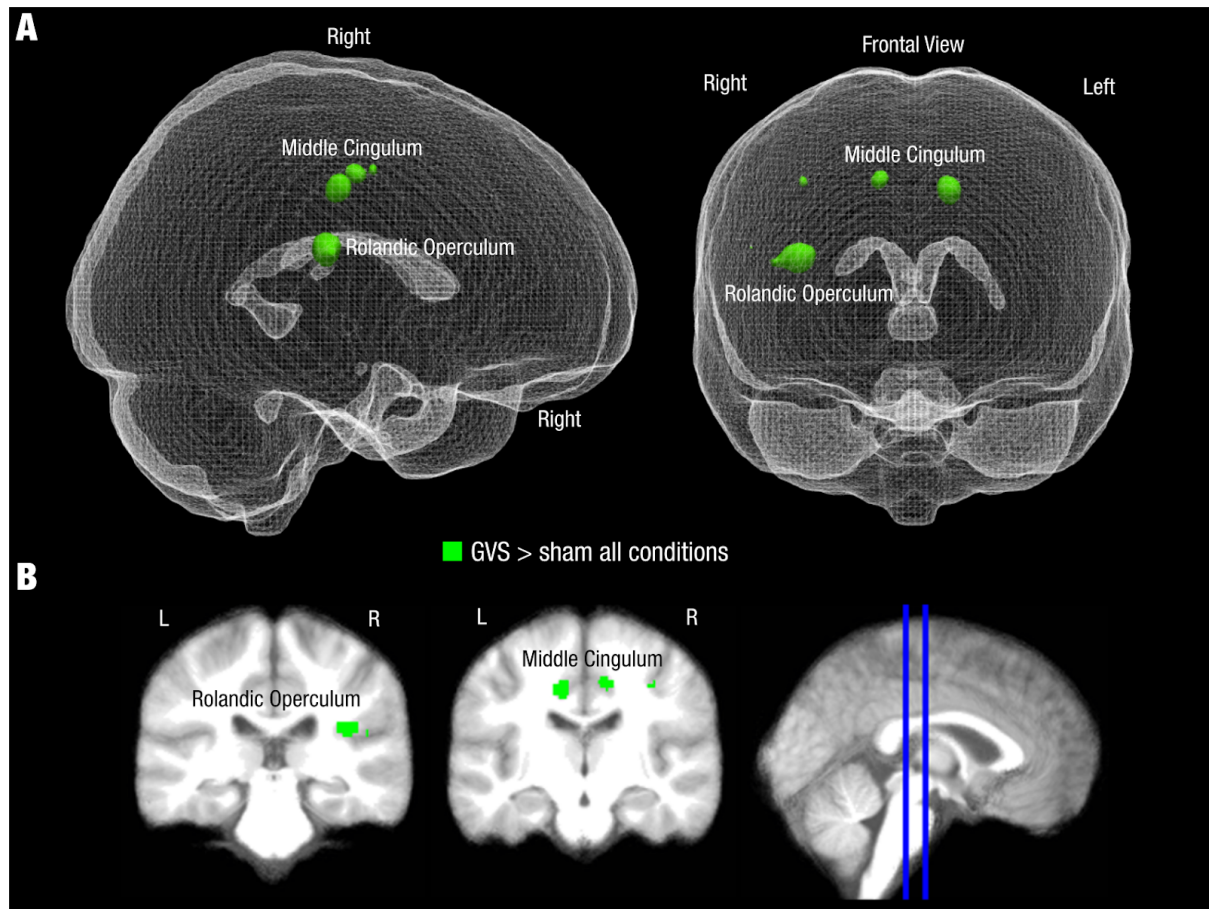 A
Right
Frontal View
Right
Left
Middle Cingulum
Middle Cingulum
Rolandic Operculum
Rolandic Operculum
Right
GVS > sham all conditions
B
L
R
L
R
Middle Cingulum
Rolandic Operculum